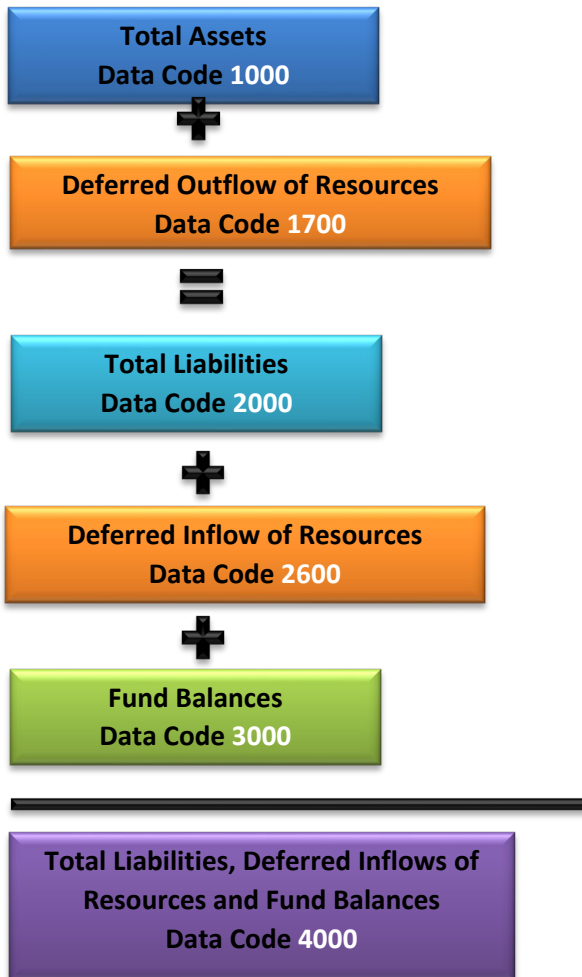 Total Assets
Data Code 1000
+
Deferred Outflow of Resources
Data Code 1700
=
Total Liabilities
Data Code 2000
+
Deferred Inflow of Resources
Data Code 2600
+
Fund Balances
Data Code 3000
Total Liabilities, Deferred Inflows of
Resources and Fund Balances
Data Code 4000